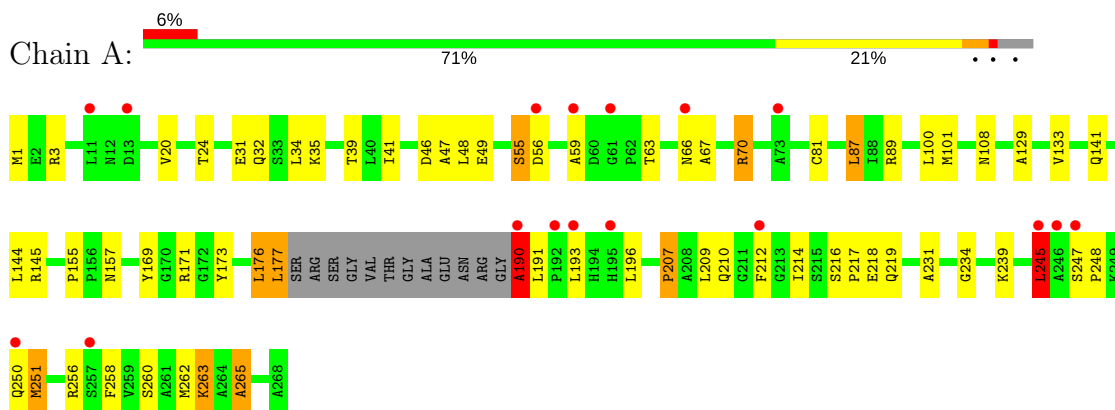 6%
Chain A:
71% 21% • • •
M1 E2 R3 L11 N12 D13 V20 T24 E31 Q32 S33 L34 K35 T39 L40 I41 D46 A47 L48 E49 S55 D56 A59 D60 G61 P62 T63 N66 A67 R70 A73 C81 L87 I88 R89 L100 M101 N108 A129 V133 Q141
L144 R145 P155 P156 N157 Y169 G170 R171 G172 Y173 L176 L177 SER ARG SER GLY VAL THR GLY ALA GLU ASN ARG GLY A190 L191 P192 L193 H194 H195 L196 P207 A208 L209 Q210 G211 F212 G213 I214 S215 S216 P217 E218 Q219 A231 G234 K239 L245 A246 S247 P248 K249
Q250 M251 R256 S257 F258 V259 S260 A261 M262 K263 A264 A265 A268